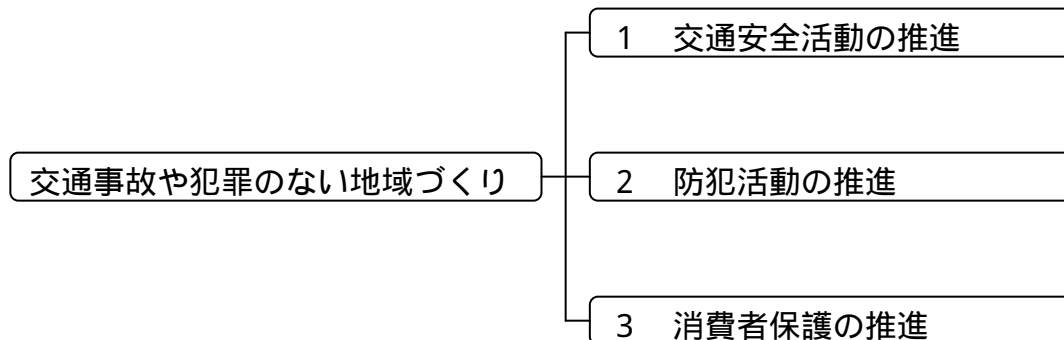 1　交通安全活動の推進
交通事故や犯罪のない地域づくり
2　防犯活動の推進
3　消費者保護の推進